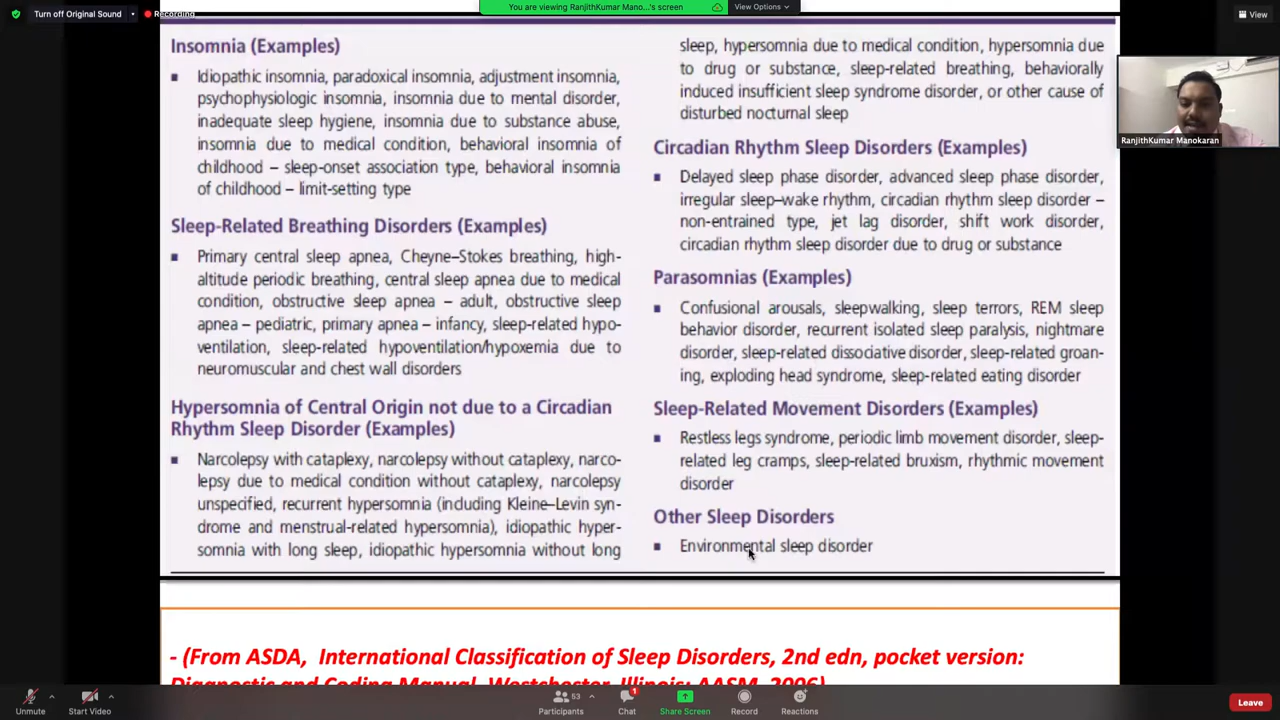 Turn off Original Sound
Recording
You are viewing RanjithKumar Mano...'s screen
View Options
View
Insomnia (Examples)
Idiopathic insomnia, paradoxical insomnia, adjustment insomnia,
psychophysiologic insomnia, insomnia due to mental disorder,
inadequate sleep hygiene, insomnia due to substance abuse,
insomnia due to medical condition, behavioral insomnia of
childhood – sleep-onset association type, behavioral insomnia
of childhood – limit-setting type
Sleep-Related Breathing Disorders (Examples)
Primary central sleep apnea, Cheyne–Stokes breathing, high-
altitude periodic breathing, central sleep apnea due to medical
condition, obstructive sleep apnea – adult, obstructive sleep
apnea – pediatric, primary apnea – infancy, sleep-related hypo-
ventilation, sleep-related hypoventilation/hypoxemia due to
neuromuscular and chest wall disorders
Hypersomnia of Central Origin not due to a Circadian
Rhythm Sleep Disorder (Examples)
Narcolepsy with cataplexy, narcolepsy without cataplexy, narco-
lepsy due to medical condition without cataplexy, narcolepsy
unspecified, recurrent hypersomnia (including Kleine–Levin syn-
drome and menstrual-related hypersomnia), idiopathic hyper-
somnia with long sleep, idiopathic hypersomnia without long
sleep, hypersomnia due to medical condition, hypersomnia due
to drug or substance, sleep-related breathing, behaviorally
induced insufficient sleep syndrome disorder, or other cause of
disturbed nocturnal sleep
Circadian Rhythm Sleep Disorders (Examples)
Delayed sleep phase disorder, advanced sleep phase disorder,
irregular sleep–wake rhythm, circadian rhythm sleep disorder –
non-entrained type, jet lag disorder, shift work disorder,
circadian rhythm sleep disorder due to drug or substance
Parasomnias (Examples)
Confusional arousals, sleepwalking, sleep terrors, REM sleep
behavior disorder, recurrent isolated sleep paralysis, nightmare
disorder, sleep-related dissociative disorder, sleep-related groan-
ing, exploding head syndrome, sleep-related eating disorder
Sleep-Related Movement Disorders (Examples)
Restless legs syndrome, periodic limb movement disorder, sleep-
related leg cramps, sleep-related bruxism, rhythmic movement
disorder
Other Sleep Disorders
Environmental sleep disorder
RanjithKumar Manokaran
- (From ASDA, International Classification of Sleep Disorders, 2nd edn, pocket version:
Diagnostic and Coding Manual. Westchester, Illinois: AASM, 2006)
Unmute
Start Video
53
Participants
1
Chat
Share Screen
Record
Reactions
Leave